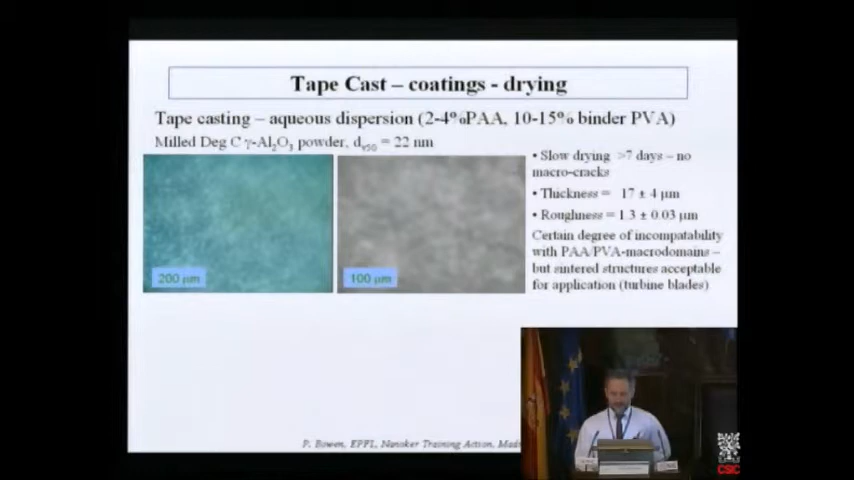 Tape Cast – coatings - drying
Tape casting – aqueous dispersion (2-4%PAA, 10-15% binder PVA)
Milled Deg C γ-Al2O3 powder, dv50 = 22 nm
• Slow drying >7 days – no
macro-cracks
• Thickness = 17 ± 4 μm
• Roughness = 1.3 ± 0.03 μm
Certain degree of incompatability
with PAA/PVA-macrodomains –
but sintered structures acceptable
for application (turbine blades)
200 μm
100 μm
P. Bowen, EPFL, Nanoker Training Action,
CSIC